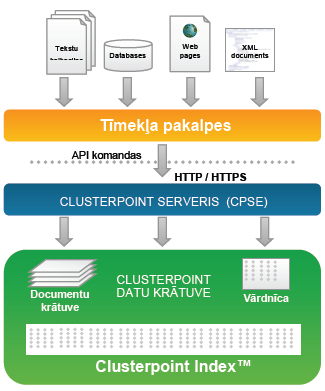 Tekstu
Databases
Web
pages
XML
documents
Tīmekļa pakalpes
API komandas
HTTP / HTTPS
CLUSTERPOINT SERVERIS (CPSE)
CLUSTERPOINT
DATU KRĀTUVE
Documentu
krātuve
Vārdnīca
Clusterpoint Index™